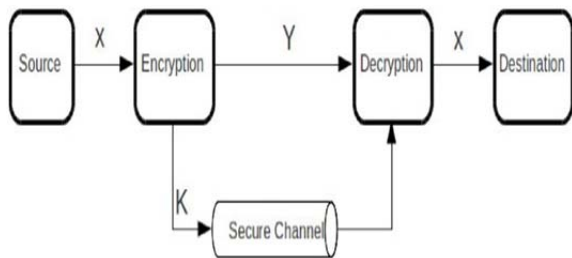 X Y X
Source Encryption Decryption Destination
K
Secure Channel